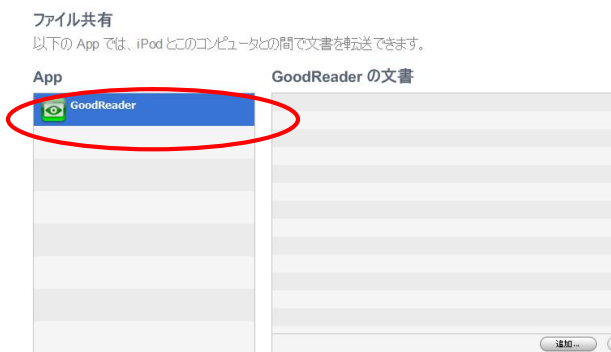 ファイル共有
以下の App では、iPod とこのコンピュータとの間で文書を転送できます。
App
GoodReader の文書
GoodReader
追加...